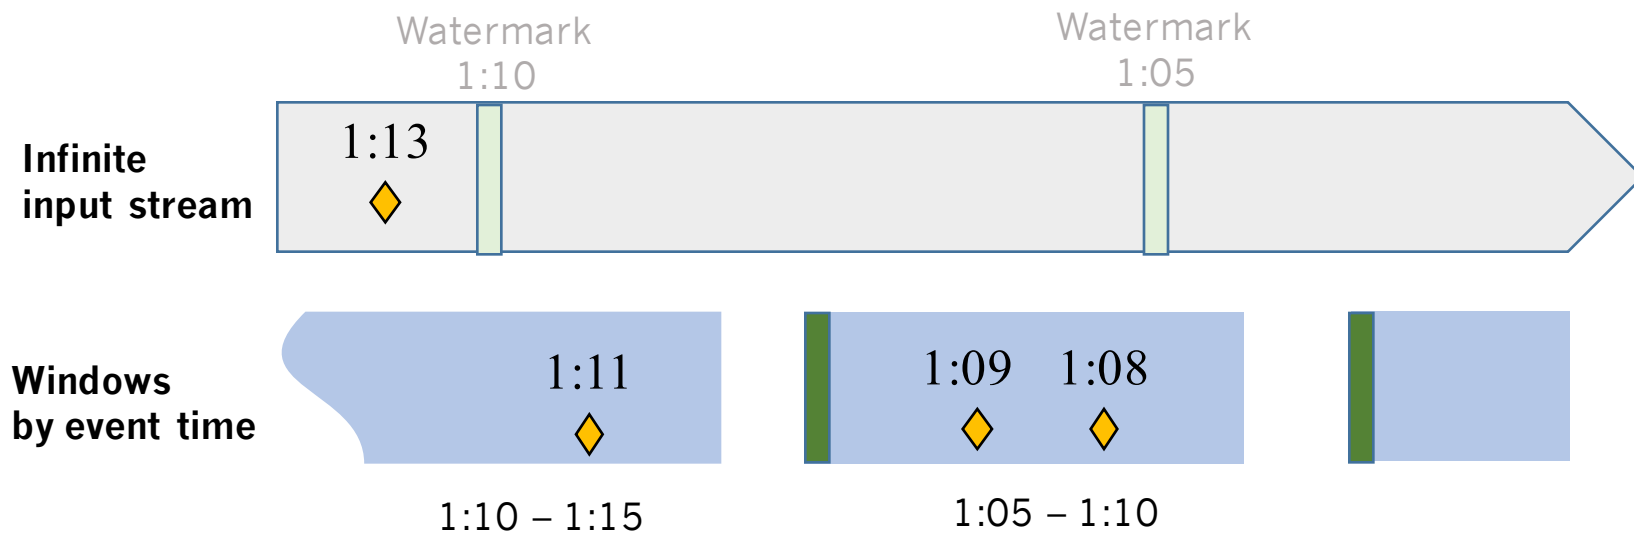 Watermark
1:10
Watermark
1:05
Infinite
input stream
1:13
Windows
by event time
1:11
1:09
1:08
1:10 – 1:15
1:05 – 1:10